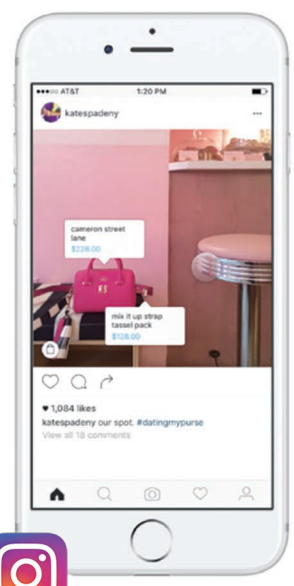 AT&T 1:20 PM
katespadeny
cameron street
lane
$228.00
mix it up strap
tassel pack
$128.00
1,084 likes
katespadeny our spot. #datingmypurse
View all 18 comments